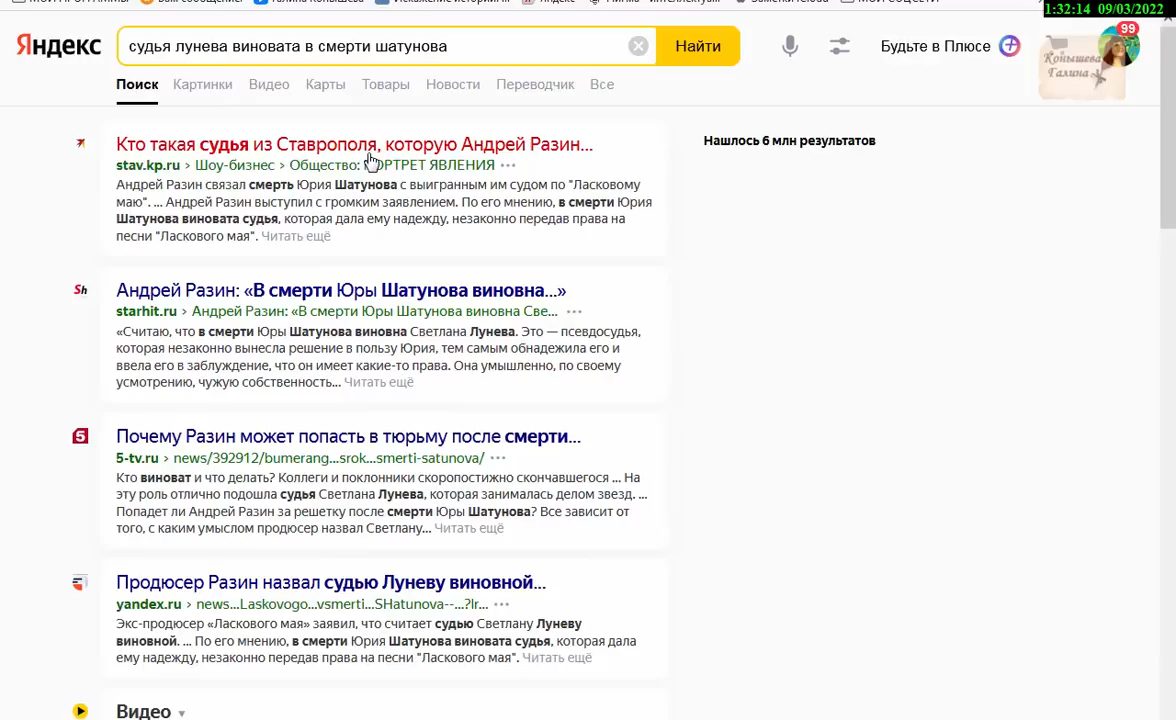 1:32:14 09/03/2022
Яндекс
судья лунева виновата в смерти шатунова
Найти
Будьте в Плюсе
99
Конышева
Галина
Поиск Картинки Видео Карты Товары Новости Переводчик Все
Нашлось 6 млн результатов
Кто такая судья из Ставрополя, которую Андрей Разин...
stav.kp.ru › Шоу-бизнес › Общество: ПОРТРЕТ ЯВЛЕНИЯ
Андрей Разин связал смерть Юрия Шатунова с выигранным им судом по "Ласковому
маю". ... Андрей Разин выступил с громким заявлением. По его мнению, в смерти Юрия
Шатунова виновата судья, которая дала ему надежду, незаконно передав права на
песни "Ласкового мая". Читать ещё
Sh
Андрей Разин: «В смерти Юры Шатунова виновна...»
starhit.ru › Андрей Разин: «В смерти Юры Шатунова виновна Све...
«Считаю, что в смерти Юры Шатунова виновна Светлана Лунева. Это — псевдосудья,
которая незаконно вынесла решение в пользу Юрия, тем самым обнадежила его и
ввела его в заблуждение, что он имеет какие-то права. Она умышленно, по своему
усмотрению, чужую собственность... Читать ещё
5
Почему Разин может попасть в тюрьму после смерти...
5-tv.ru › news/392912/bumerang...srok...smerti-satunova/
Кто виноват и что делать? Коллеги и поклонники скоропостижно скончавшегося ... На
эту роль отлично подошла судья Светлана Лунева, которая занималась делом звезд. ...
Попадет ли Андрей Разин за решетку после смерти Юры Шатунова? Все зависит от
того, с каким умыслом продюсер назвал Светлану... Читать ещё
Продюсер Разин назвал судью Луневу виновной...
yandex.ru › news...Laskovogo...vsmerti...SHatunova--...?lr...
Экс-продюсер «Ласкового мая» заявил, что считает судью Светлану Луневу
виновной. ... По его мнению, в смерти Юрия Шатунова виновата судья, которая дала
ему надежду, незаконно передав права на песни "Ласкового мая". Читать ещё
Видео